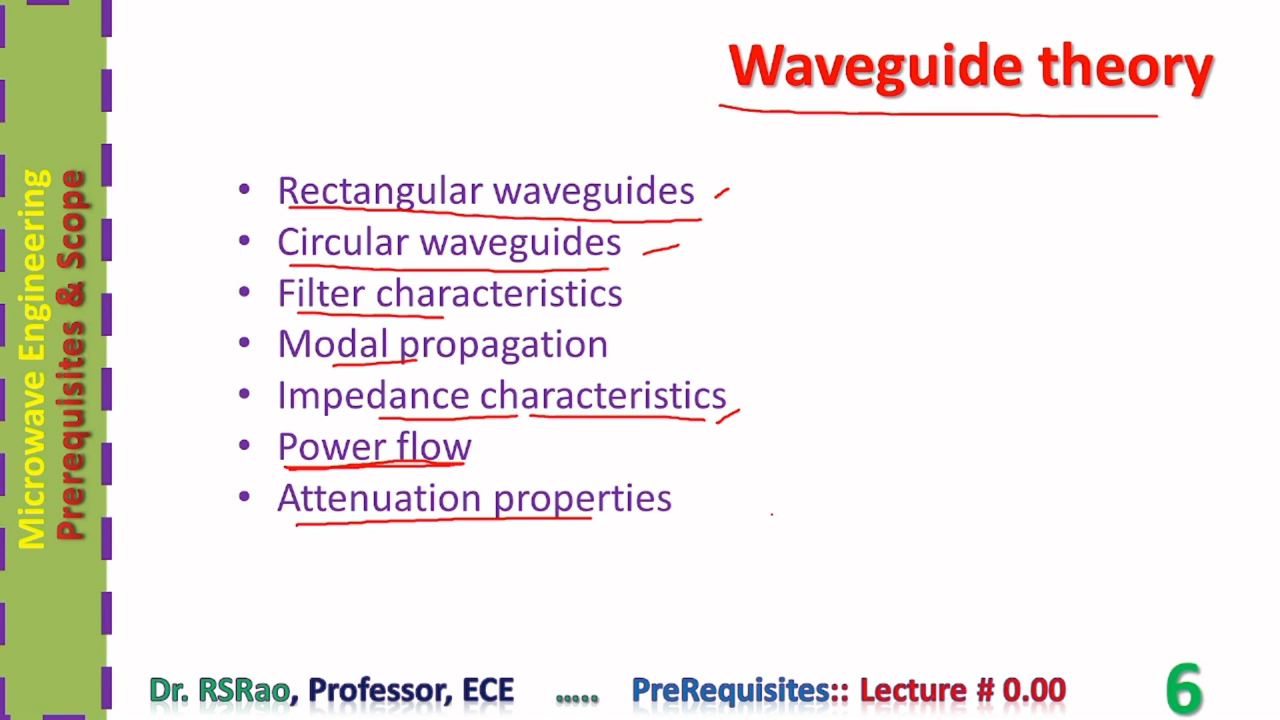 Waveguide theory
• Rectangular waveguides
• Circular waveguides
• Filter characteristics
• Modal propagation
• Impedance characteristics
• Power flow
• Attenuation properties
Microwave Engineering
Prerequisites & Scope
Dr. RSRao, Professor, ECE ..... PreRequisites:: Lecture # 0.00 6